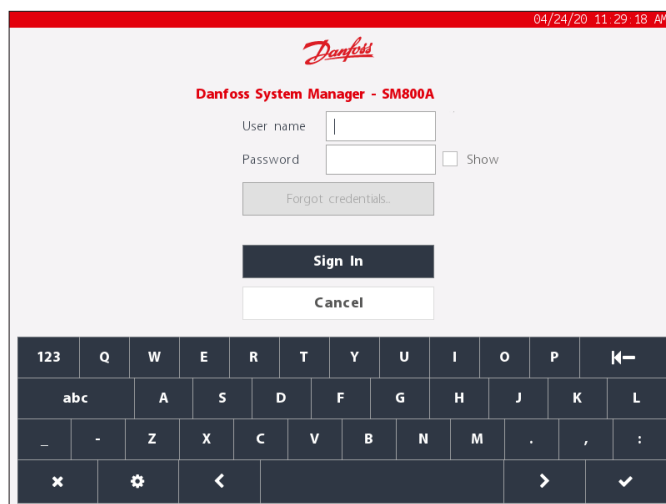 04/24/20 11:29:18 AM
Danfoss
Danfoss System Manager - SM800A
User name
Password Show
Forgot credentials..
Sign In
Cancel
123 Q W E R T Y U I O P
abc A S D F G H J K L
_ - Z X C V B N M . , :